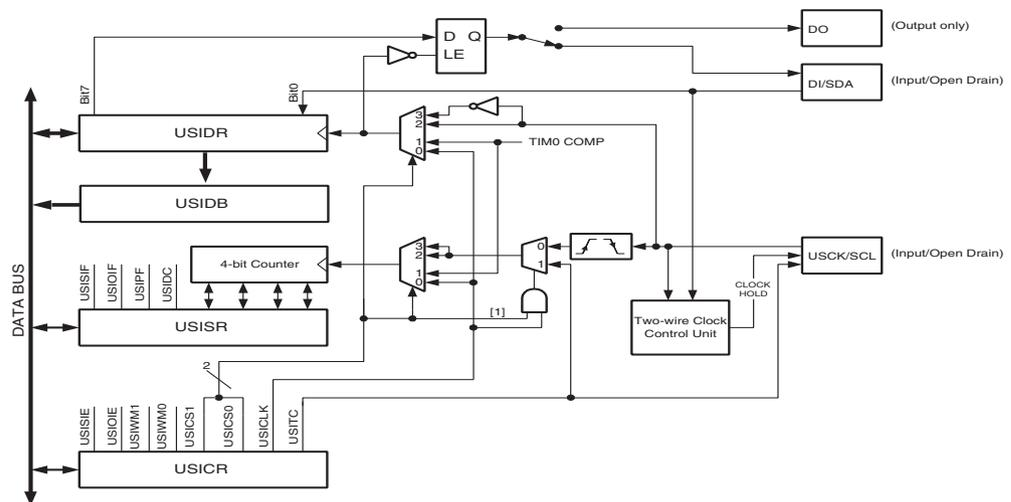 D Q
LE
DO
(Output only)
DI/SDA
(Input/Open Drain)
Bit7
Bit0
USIDR
3
2
1
0
TIM0 COMP
USIDB
DATA BUS
4-bit Counter
3
2
1
0
0
1
USCK/SCL
(Input/Open Drain)
CLOCK
HOLD
Two-wire Clock
Control Unit
USISIF
USIOIF
USIPF
USIDC
USISR
[1]
2
USISIE
USIOIE
USIWM1
USIWM0
USICS1
USICS0
USICLK
USITC
USICR